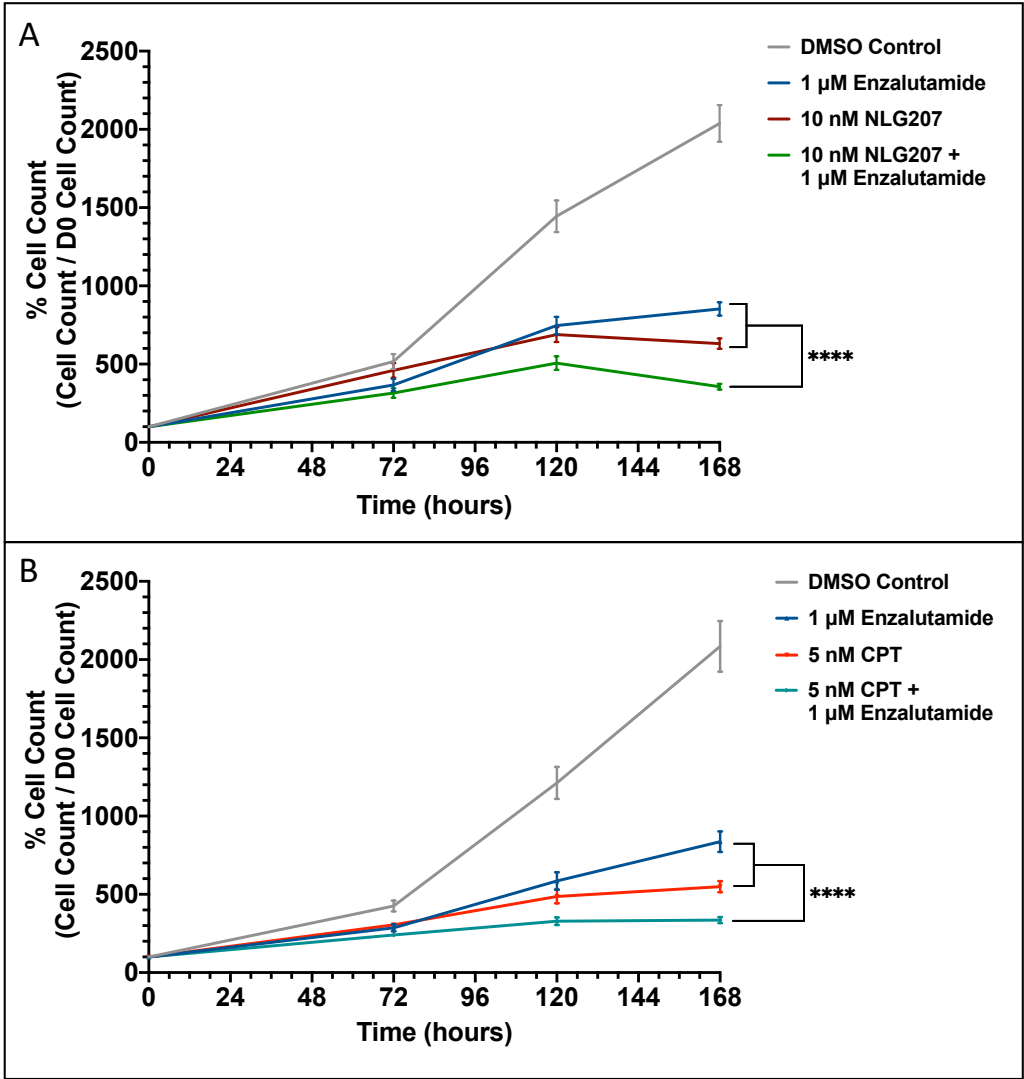 A
% Cell Count
(Cell Count / D0 Cell Count)
2500
2000
1500
1000
500
0
0 24 48 72 96 120 144 168
Time (hours)
DMSO Control
1 µM Enzalutamide
10 nM NLG207
10 nM NLG207 +
1 µM Enzalutamide
****
B
% Cell Count
(Cell Count / D0 Cell Count)
2500
2000
1500
1000
500
0
0 24 48 72 96 120 144 168
Time (hours)
DMSO Control
1 µM Enzalutamide
5 nM CPT
5 nM CPT +
1 µM Enzalutamide
****